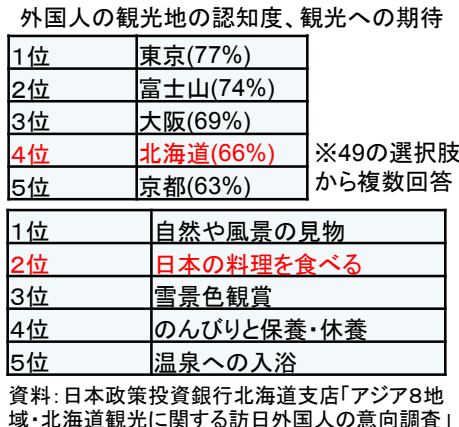 外国人の観光地の認知度、観光への期待
1位 東京(77%)
2位 富士山(74%)
3位 大阪(69%)
4位 北海道(66%)
5位 京都(63%)
※49の選択肢
から複数回答
1位 自然や風景の見物
2位 日本の料理を食べる
3位 雪景色観賞
4位 のんびりと保養・休養
5位 温泉への入浴
資料:日本政策投資銀行北海道支店「アジア8地
域・北海道観光に関する訪日外国人の意向調査」